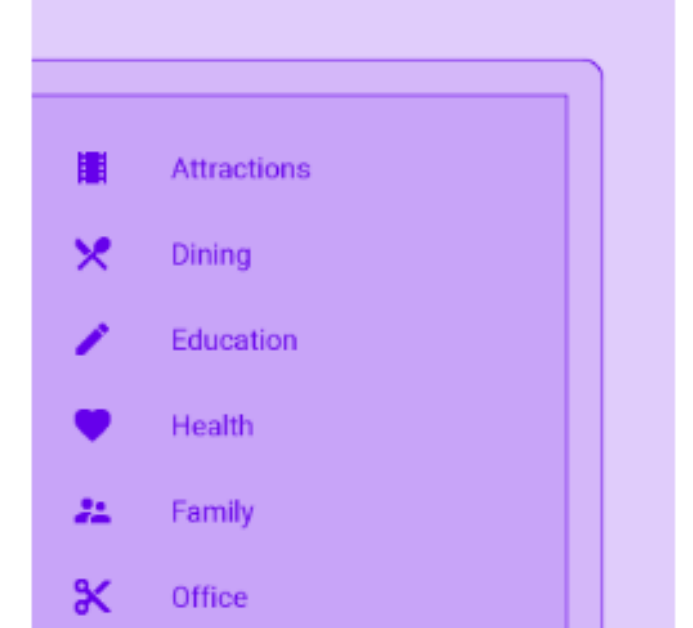 Attractions
Dining
Education
Health
Family
Office